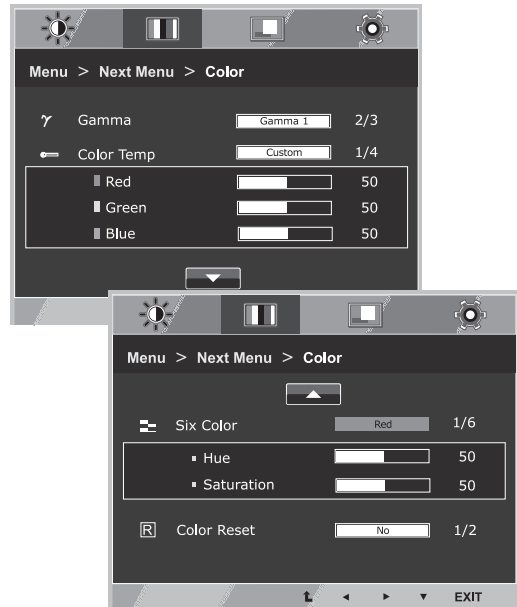 Menu > Next Menu > Color
γ Gamma Gamma 1 2/3
Color Temp Custom 1/4
Red 50
Green 50
Blue 50
Menu > Next Menu > Color
Six Color Red 1/6
Hue 50
Saturation 50
R Color Reset No 1/2
EXIT